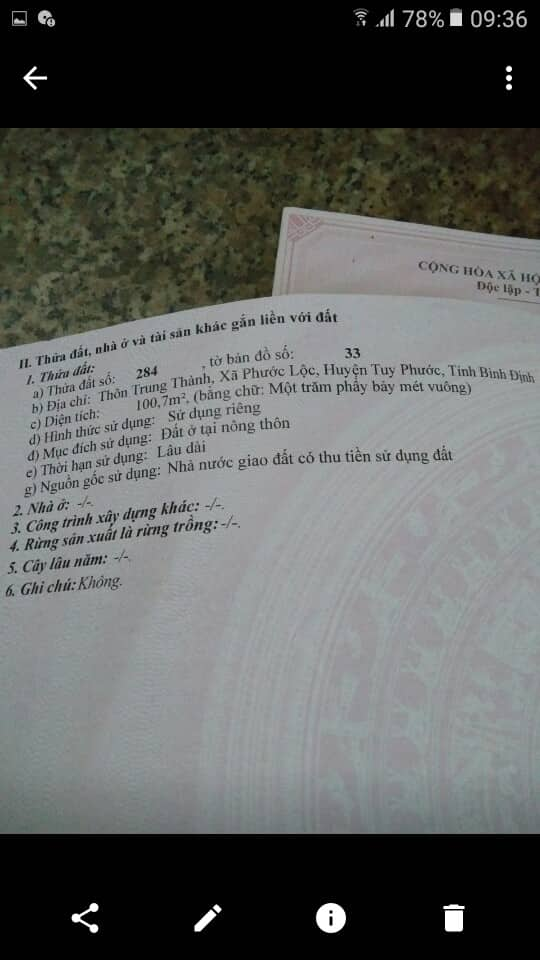 78% 09:36
CỘNG HÒA XÃ HỘ
Độc lập - T
II. Thửa đất, nhà ở và tài sản khác gắn liền với đất
1. Thửa đất:
a) Thửa đất số: 284 , tờ bản đồ số: 33
b) Địa chỉ: Thôn Trung Thành, Xã Phước Lộc, Huyện Tuy Phước, Tỉnh Bình Định
c) Diện tích: 100,7m², (bằng chữ: Một trăm phẩy bảy mét vuông)
d) Hình thức sử dụng: Sử dụng riêng
đ) Mục đích sử dụng: Đất ở tại nông thôn
e) Thời hạn sử dụng: Lâu dài
g) Nguồn gốc sử dụng: Nhà nước giao đất có thu tiền sử dụng đất
2. Nhà ở: -/-.
3. Công trình xây dựng khác: -/-.
4. Rừng sản xuất là rừng trồng: -/-.
5. Cây lâu năm: -/-.
6. Ghi chú: Không.